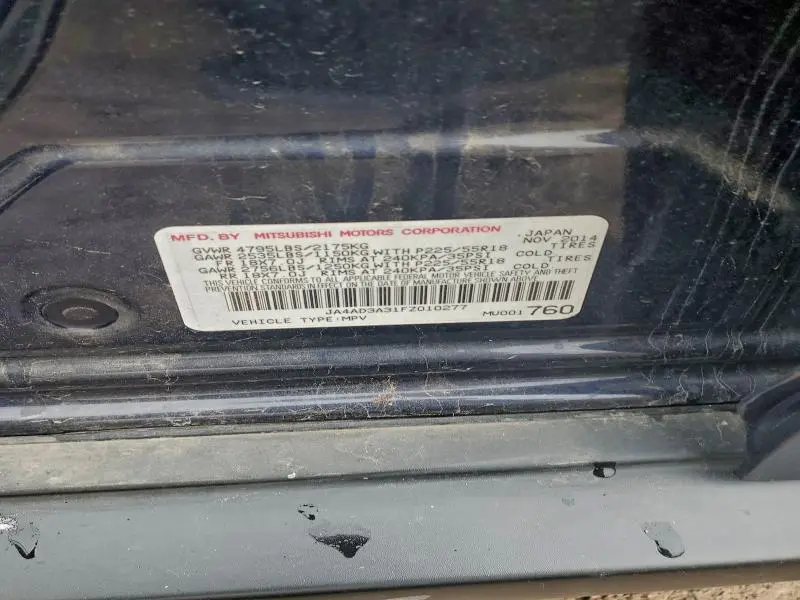 MFD. BY MITSUBISHI MOTORS CORPORATION JAPAN
GVWR 4795LBS/2175KG NOV 2014
GAWR 2535LBS/1150KG WITH P225/55R18 TIRES
FR 18X7.0J RIMS AT 240KPA/35PSI COLD
GAWR 2756LBS/1250KG WITH P225/55R18 TIRES
RR 18X7.0J RIMS AT 240KPA/35PSI COLD
THIS VEHICLE CONFORMS TO ALL APPLICABLE FEDERAL MOTOR VEHICLE SAFETY AND THEFT
PREVENTION STANDARDS IN EFFECT ON THE DATE OF MANUFACTURE SHOWN ABOVE.
JA4AD3A31FZ010277
VEHICLE TYPE:MPV MU001 760